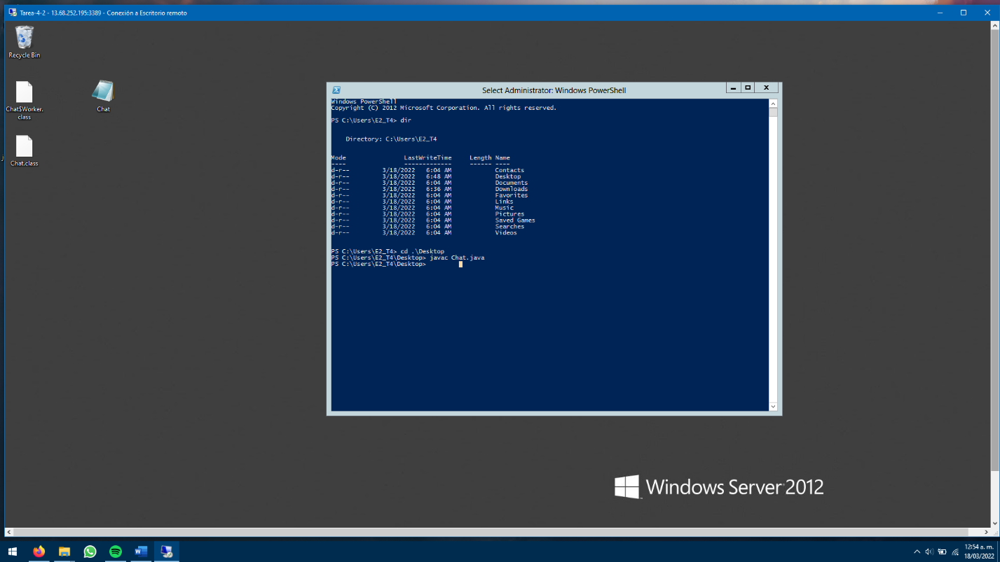 Tarea-4-2 - 13.68.252.195:3389 - Conexión a Escritorio remoto
Recycle Bin
Chat$Worker.
class
Chat
Chat.class
Select Administrator: Windows PowerShell
Windows PowerShell
Copyright (C) 2012 Microsoft Corporation. All rights reserved.
PS C:\Users\E2_T4> dir
Directory: C:\Users\E2_T4
Mode LastWriteTime Length Name
---- ------------- ------ ----
d-r-- 3/18/2022 6:04 AM Contacts
d-r-- 3/18/2022 6:48 AM Desktop
d-r-- 3/18/2022 6:04 AM Documents
d-r-- 3/18/2022 6:36 AM Downloads
d-r-- 3/18/2022 6:04 AM Favorites
d-r-- 3/18/2022 6:04 AM Links
d-r-- 3/18/2022 6:04 AM Music
d-r-- 3/18/2022 6:04 AM Pictures
d-r-- 3/18/2022 6:04 AM Saved Games
d-r-- 3/18/2022 6:04 AM Searches
d-r-- 3/18/2022 6:04 AM Videos
PS C:\Users\E2_T4> cd .\Desktop
PS C:\Users\E2_T4\Desktop> javac Chat.java
PS C:\Users\E2_T4\Desktop>
Windows Server 2012
12:54 a. m.
18/03/2022